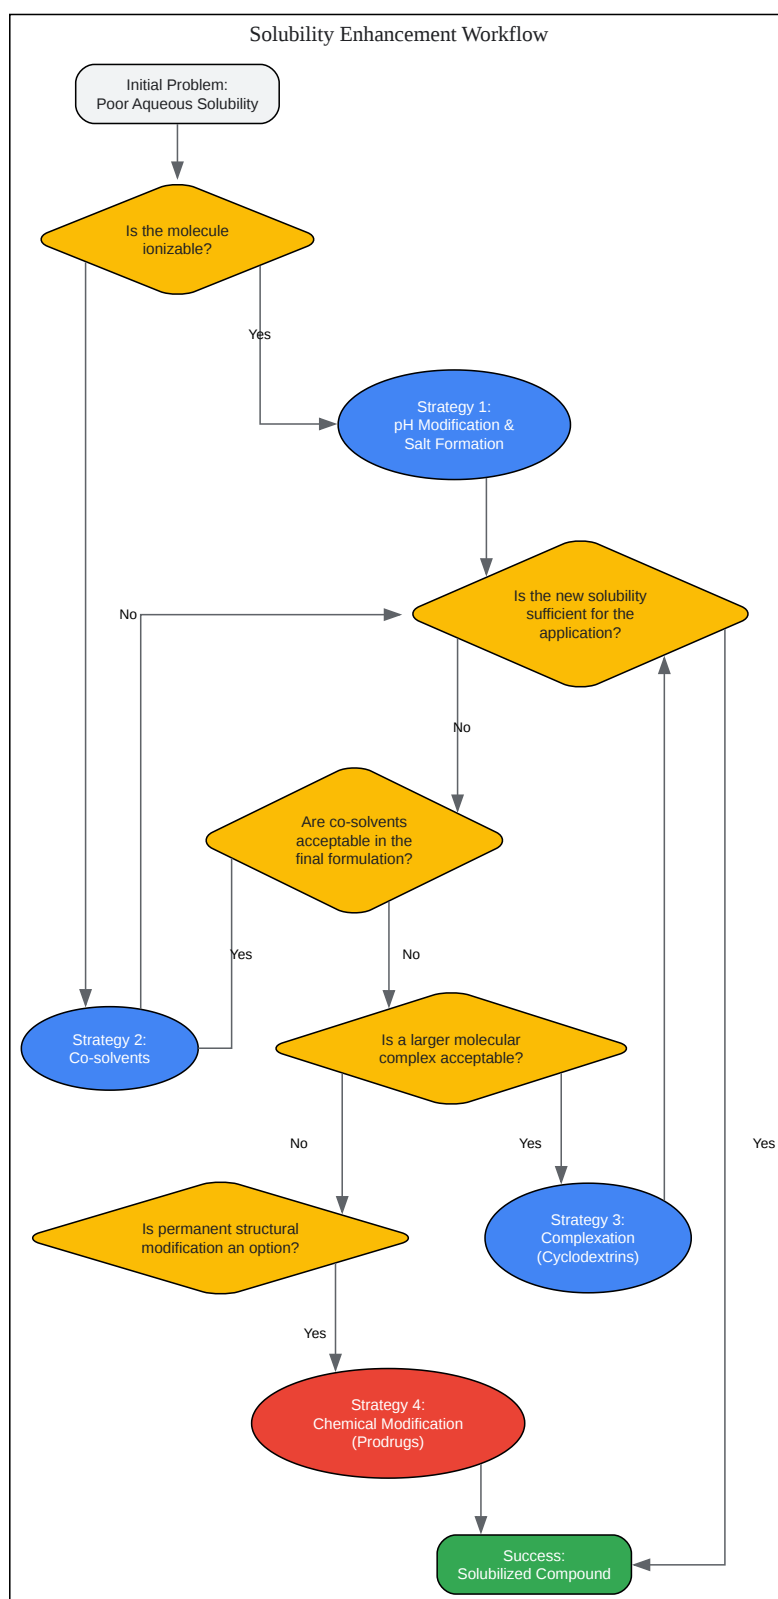 Solubility Enhancement Workflow
Initial Problem:
Poor Aqueous Solubility
Is the molecule
ionizable?
Yes
Strategy 1:
pH Modification &
Salt Formation
Is the new solubility
sufficient for the
application?
No
No
Are co-solvents
acceptable in the
final formulation?
Yes
No
Strategy 2:
Co-solvents
Is a larger molecular
complex acceptable?
No
Yes
Yes
Is permanent structural
modification an option?
Strategy 3:
Complexation
(Cyclodextrins)
Yes
Strategy 4:
Chemical Modification
(Prodrugs)
Success:
Solubilized Compound